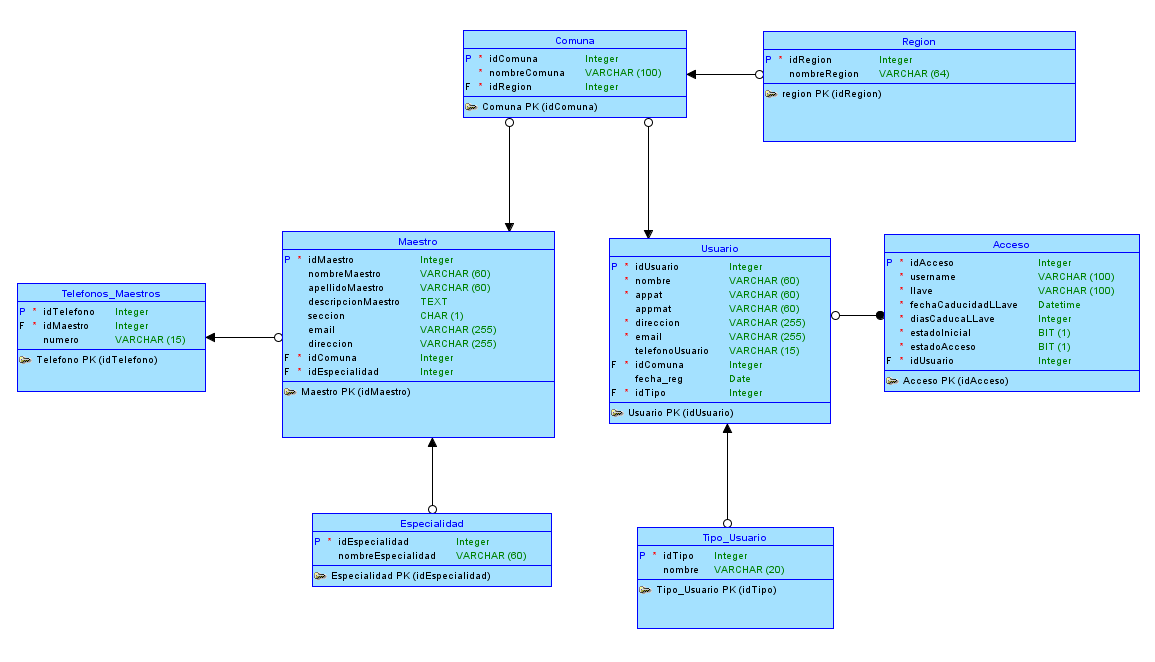 Comuna
P * idComuna Integer
* nombreComuna VARCHAR (100)
F * idRegion Integer
Comuna PK (idComuna)
Region
P * idRegion Integer
nombreRegion VARCHAR (64)
region PK (idRegion)
Maestro
P * idMaestro Integer
nombreMaestro VARCHAR (60)
apellidoMaestro VARCHAR (60)
descripcionMaestro TEXT
seccion CHAR (1)
email VARCHAR (255)
direccion VARCHAR (255)
F * idComuna Integer
F * idEspecialidad Integer
Maestro PK (idMaestro)
Usuario
P * idUsuario Integer
* nombre VARCHAR (60)
* appat VARCHAR (60)
appmat VARCHAR (60)
* direccion VARCHAR (255)
* email VARCHAR (255)
telefonoUsuario VARCHAR (15)
F * idComuna Integer
fecha_reg Date
F * idTipo Integer
Usuario PK (idUsuario)
Acceso
P * idAcceso Integer
* username VARCHAR (100)
* llave VARCHAR (100)
* fechaCaducidadLLave Datetime
* diasCaducaLLave Integer
* estadoInicial BIT (1)
* estadoAcceso BIT (1)
F * idUsuario Integer
Acceso PK (idAcceso)
Telefonos_Maestros
P * idTelefono Integer
F * idMaestro Integer
numero VARCHAR (15)
Telefono PK (idTelefono)
Especialidad
P * idEspecialidad Integer
nombreEspecialidad VARCHAR (60)
Especialidad PK (idEspecialidad)
Tipo_Usuario
P * idTipo Integer
nombre VARCHAR (20)
Tipo_Usuario PK (idTipo)